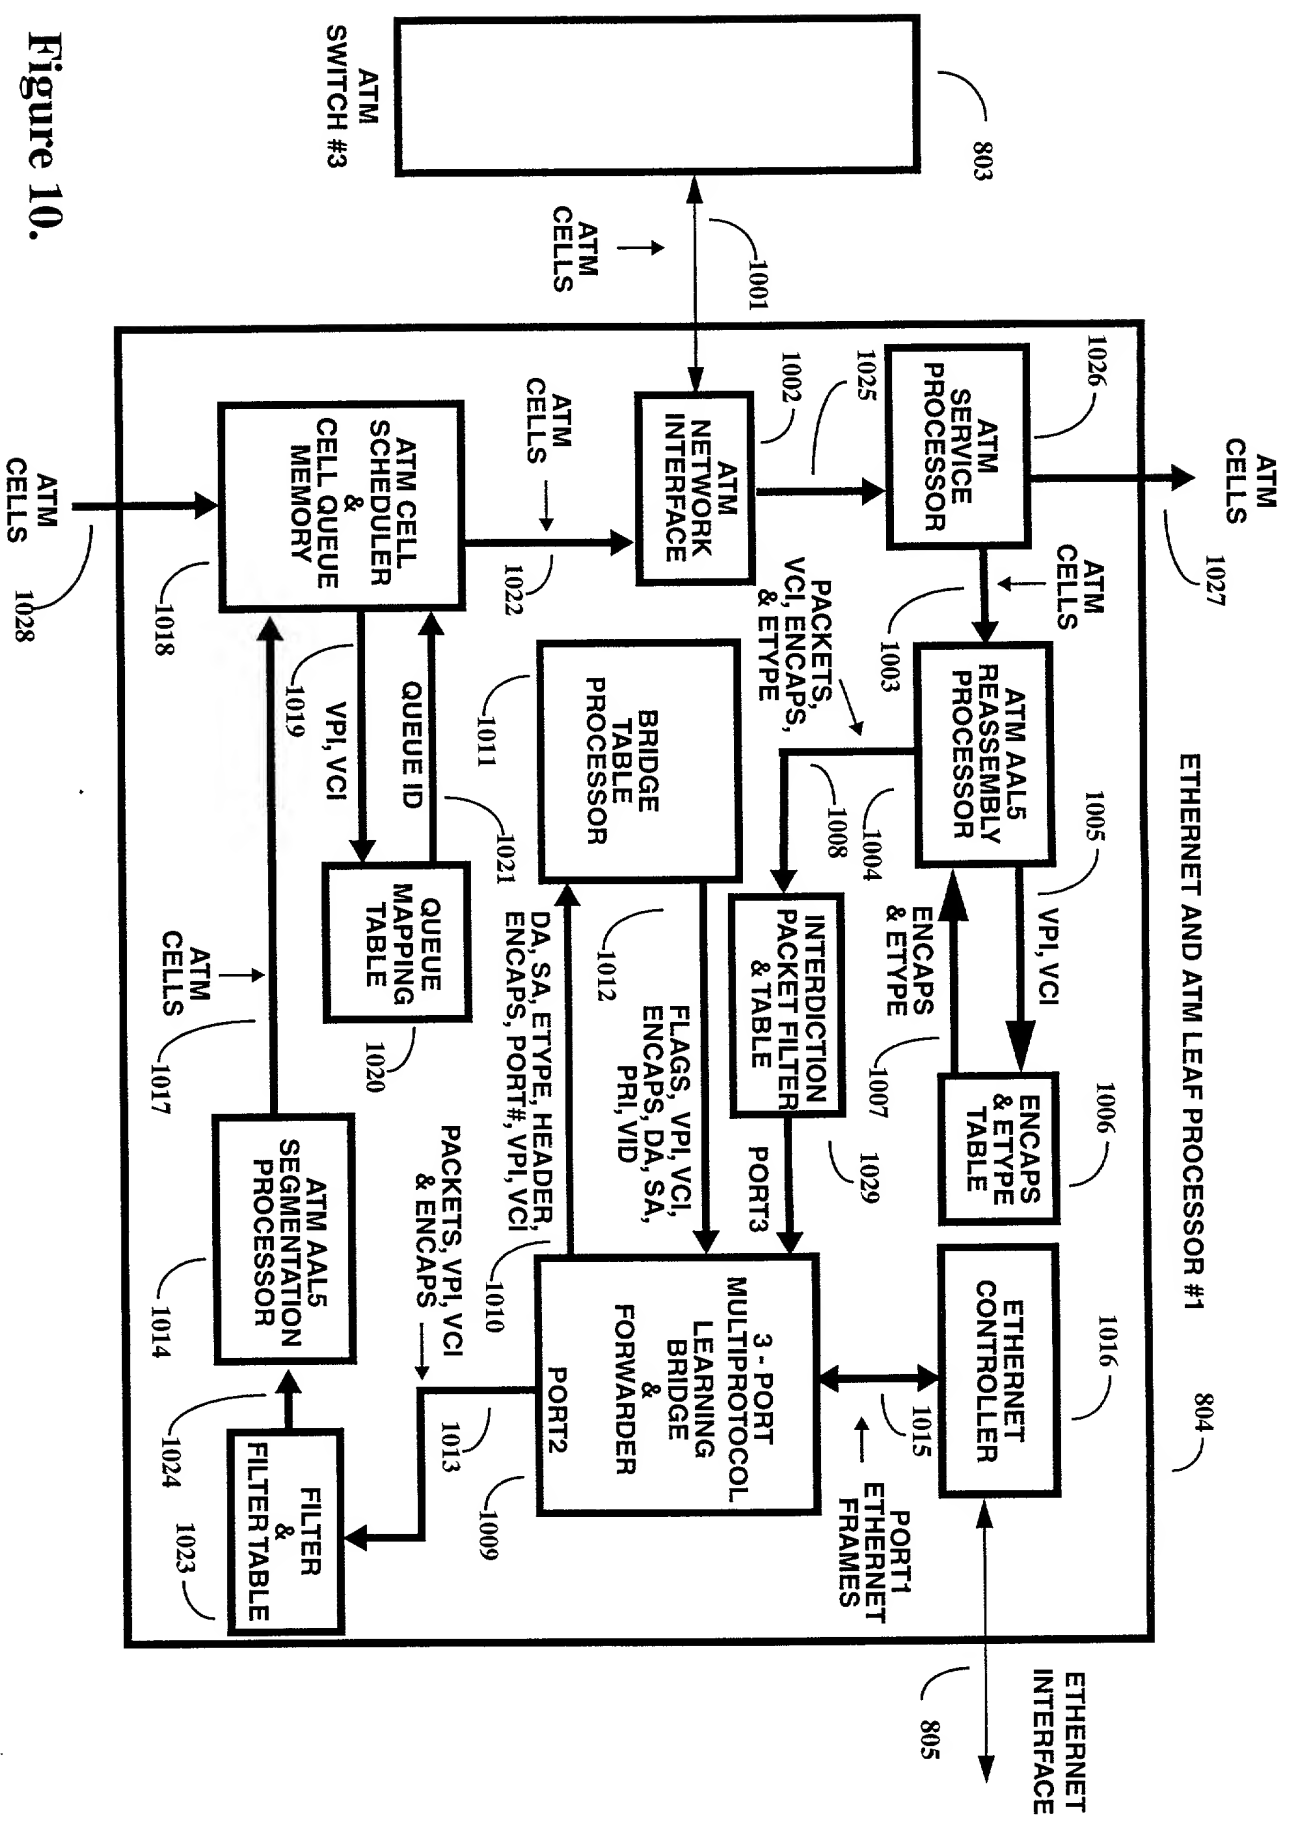 ETHERNET AND ATM LEAF PROCESSOR #1
804
803
ATM
SWITCH #3
1001
ATM
CELLS
1026
ATM
SERVICE
PROCESSOR
ATM
CELLS
1027
1025
1002
ATM
NETWORK
INTERFACE
ATM
CELLS
1003
ATM AAL5
REASSEMBLY
PROCESSOR
1005
VPI, VCI
1006
ENCAPS
& ETYPE
TABLE
ENCAPS
& ETYPE
1007
1004
1008
PACKETS,
VCI, ENCAPS,
& ETYPE
INTERDICTION
PACKET FILTER
& TABLE
1029
PORT3
1016
ETHERNET
CONTROLLER
ETHERNET
INTERFACE
805
1015
PORT1
ETHERNET
FRAMES
3 - PORT
MULTIPROTOCOL
LEARNING
BRIDGE
&
FORWARDER
PORT2
1009
BRIDGE
TABLE
PROCESSOR
1011
1012
FLAGS, VPI, VCI,
ENCAPS, DA, SA,
PRI, VID
DA, SA, ETYPE, HEADER,
ENCAPS, PORT#, VPI, VCI
1010
PACKETS, VPI, VCI
& ENCAPS
1013
ATM
CELLS
1022
ATM CELL
SCHEDULER
&
CELL QUEUE
MEMORY
1018
QUEUE ID
1021
VPI, VCI
1019
QUEUE
MAPPING
TABLE
1020
ATM
CELLS
1017
ATM AAL5
SEGMENTATION
PROCESSOR
1014
1024
FILTER
&
FILTER TABLE
1023
ATM
CELLS
1028
Figure 10.